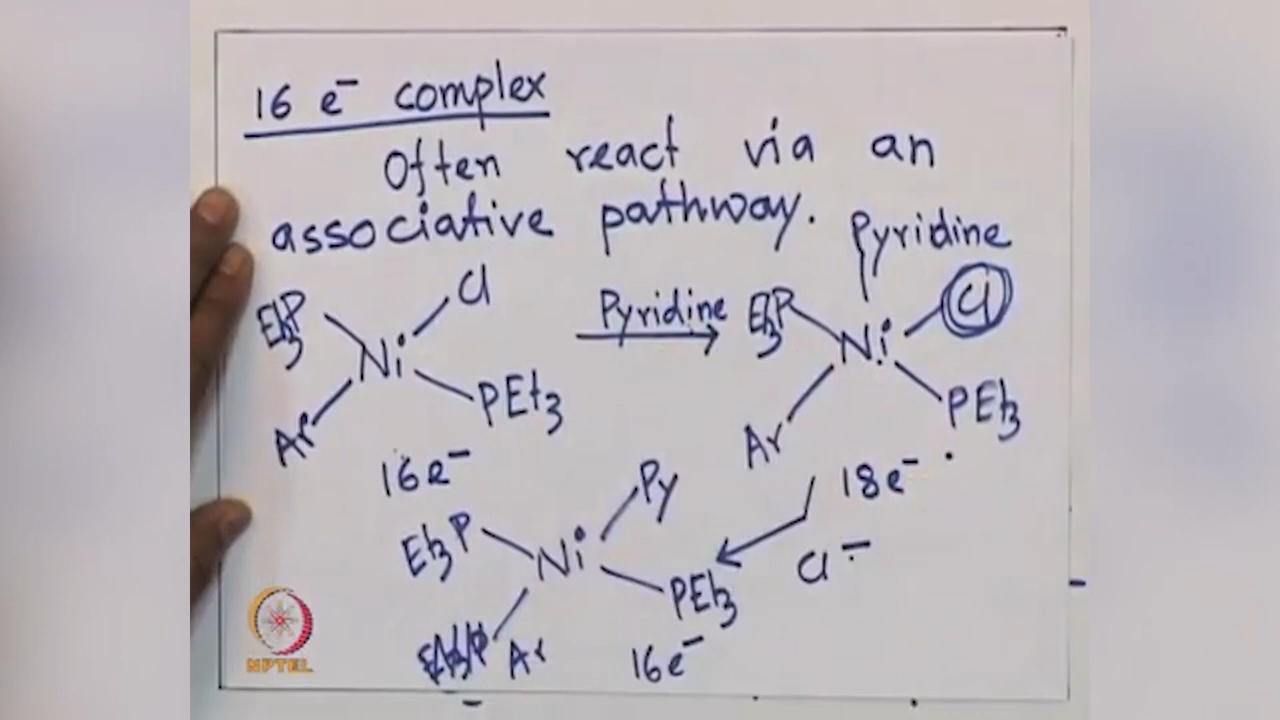 16 e⁻ complex
Often react via an
associative pathway.
Et3P Cl
Ni
Ar PEt3
16e⁻
Pyridine
Pyridine
Et3P Cl
Ni
Ar PEt3
18e⁻
Cl⁻
Et3P Py
Ni
Ar PEt3
16e⁻
NPTEL